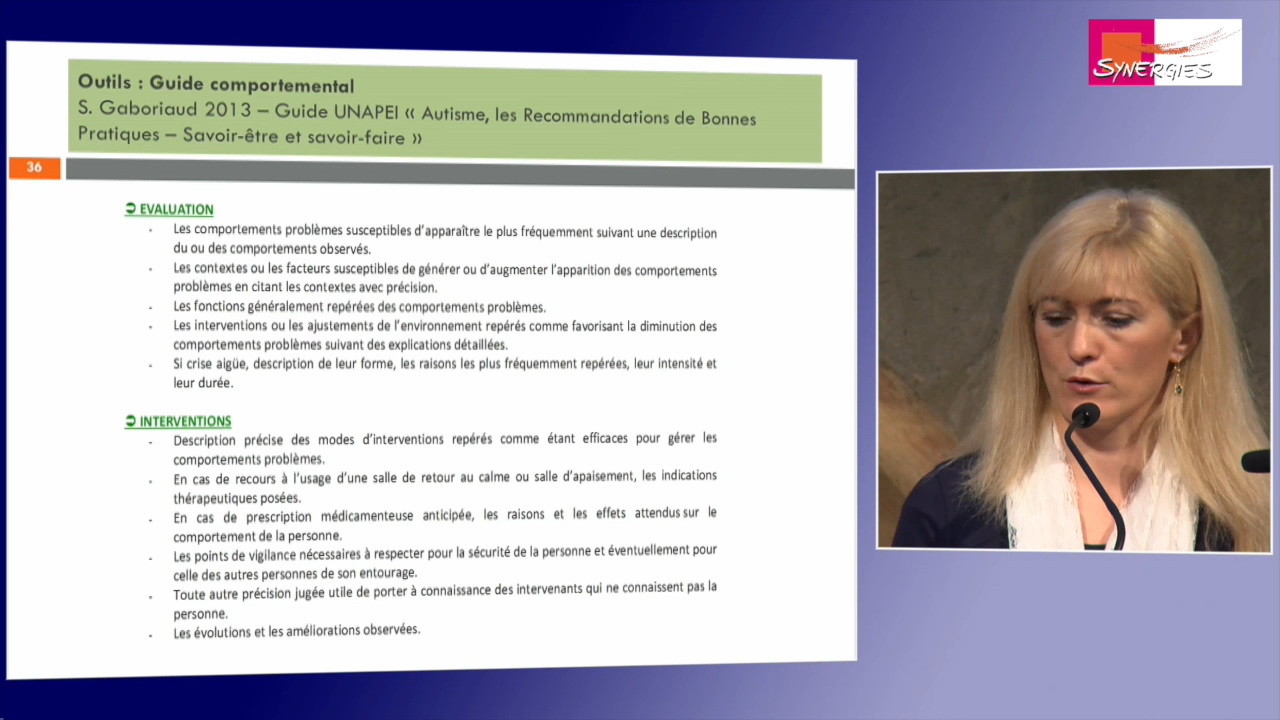 Outils : Guide comportemental
S. Gaboriaud 2013 – Guide UNAPEI « Autisme, les Recommandations de Bonnes
Pratiques – Savoir-être et savoir-faire »
36
SYNERGIES
➲ EVALUATION
- Les comportements problèmes susceptibles d’apparaître le plus fréquemment suivant une description
du ou des comportements observés.
- Les contextes ou les facteurs susceptibles de générer ou d’augmenter l’apparition des comportements
problèmes en citant les contextes avec précision.
- Les fonctions généralement repérées des comportements problèmes.
- Les interventions ou les ajustements de l’environnement repérés comme favorisant la diminution des
comportements problèmes suivant des explications détaillées.
- Si crise aigüe, description de leur forme, les raisons les plus fréquemment repérées, leur intensité et
leur durée.
➲ INTERVENTIONS
- Description précise des modes d’interventions repérés comme étant efficaces pour gérer les
comportements problèmes.
- En cas de recours à l’usage d’une salle de retour au calme ou salle d’apaisement, les indications
thérapeutiques posées.
- En cas de prescription médicamenteuse anticipée, les raisons et les effets attendus sur le
comportement de la personne.
- Les points de vigilance nécessaires à respecter pour la sécurité de la personne et éventuellement pour
celle des autres personnes de son entourage.
- Toute autre précision jugée utile de porter à connaissance des intervenants qui ne connaissent pas la
personne.
- Les évolutions et les améliorations observées.